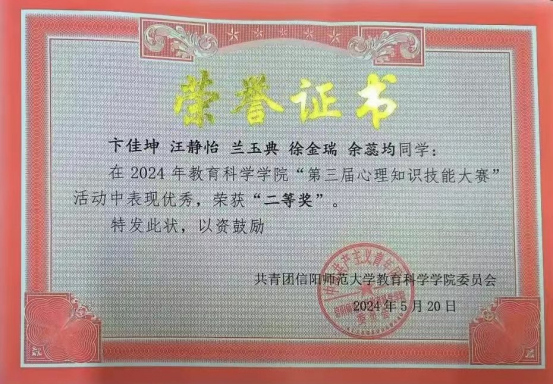 荣誉证书
卞佳坤 汪静怡 兰玉典 徐金瑞 余蕊均同学：
在2024年教育科学学院“第三届心理知识技能大赛”
活动中表现优秀，荣获“二等奖”。
特发此状，以资鼓励
共青团信阳师范大学教育科学学院委员会
2024年5月20日